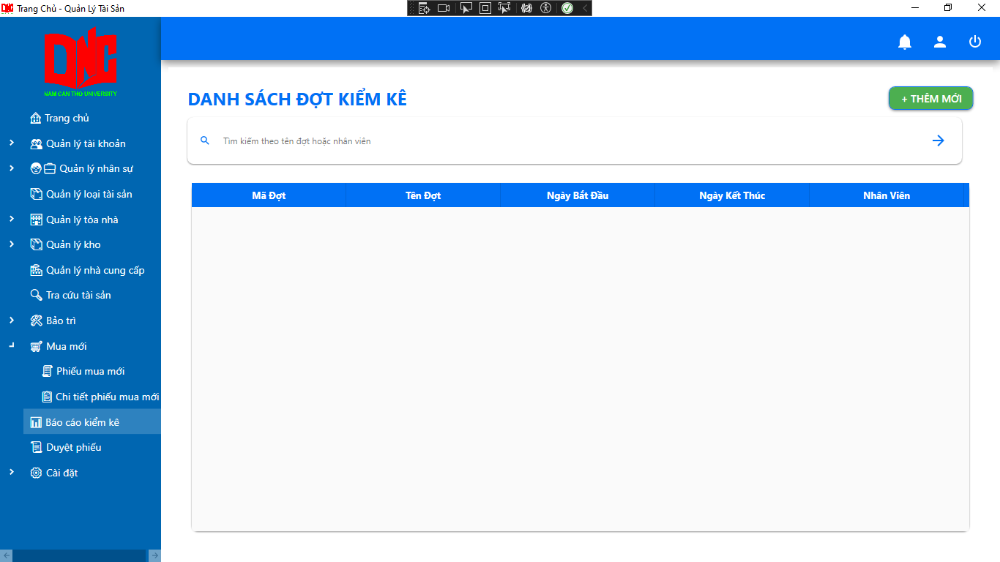 Trang Chủ - Quản Lý Tài Sản
DNC
NAM CAN THO UNIVERSITY
Trang chủ
Quản lý tài khoản
Quản lý nhân sự
Quản lý loại tài sản
Quản lý tòa nhà
Quản lý kho
Quản lý nhà cung cấp
Tra cứu tài sản
Bảo trì
Mua mới
Phiếu mua mới
Chi tiết phiếu mua mới
Báo cáo kiểm kê
Duyệt phiếu
Cài đặt
DANH SÁCH ĐỢT KIỂM KÊ
+ THÊM MỚI
Tìm kiếm theo tên đợt hoặc nhân viên
Mã Đợt Tên Đợt Ngày Bắt Đầu Ngày Kết Thúc Nhân Viên